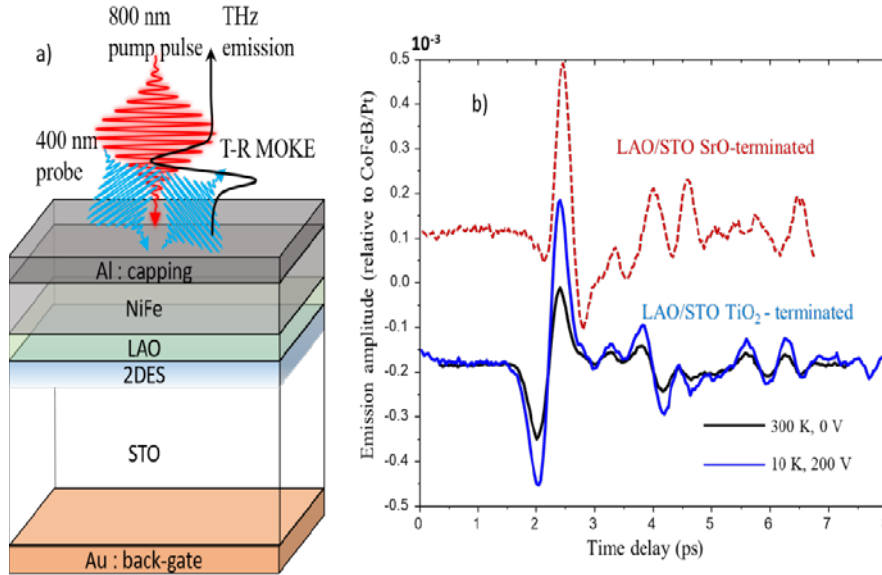 a)
800 nm
pump pulse
THz
emission
400 nm
probe
T-R MOKE
Al : capping
NiFe
LAO
2DES
STO
Au : back-gate
10-3
b)
Emission amplitude (relative to CoFeB/Pt)
0.5
0.4
0.3
0.2
0.1
0.0
-0.1
-0.2
-0.3
-0.4
-0.5
LAO/STO SrO-terminated
LAO/STO TiO2 - terminated
300 K, 0 V
10 K, 200 V
0 1 2 3 4 5 6 7 8
Time delay (ps)